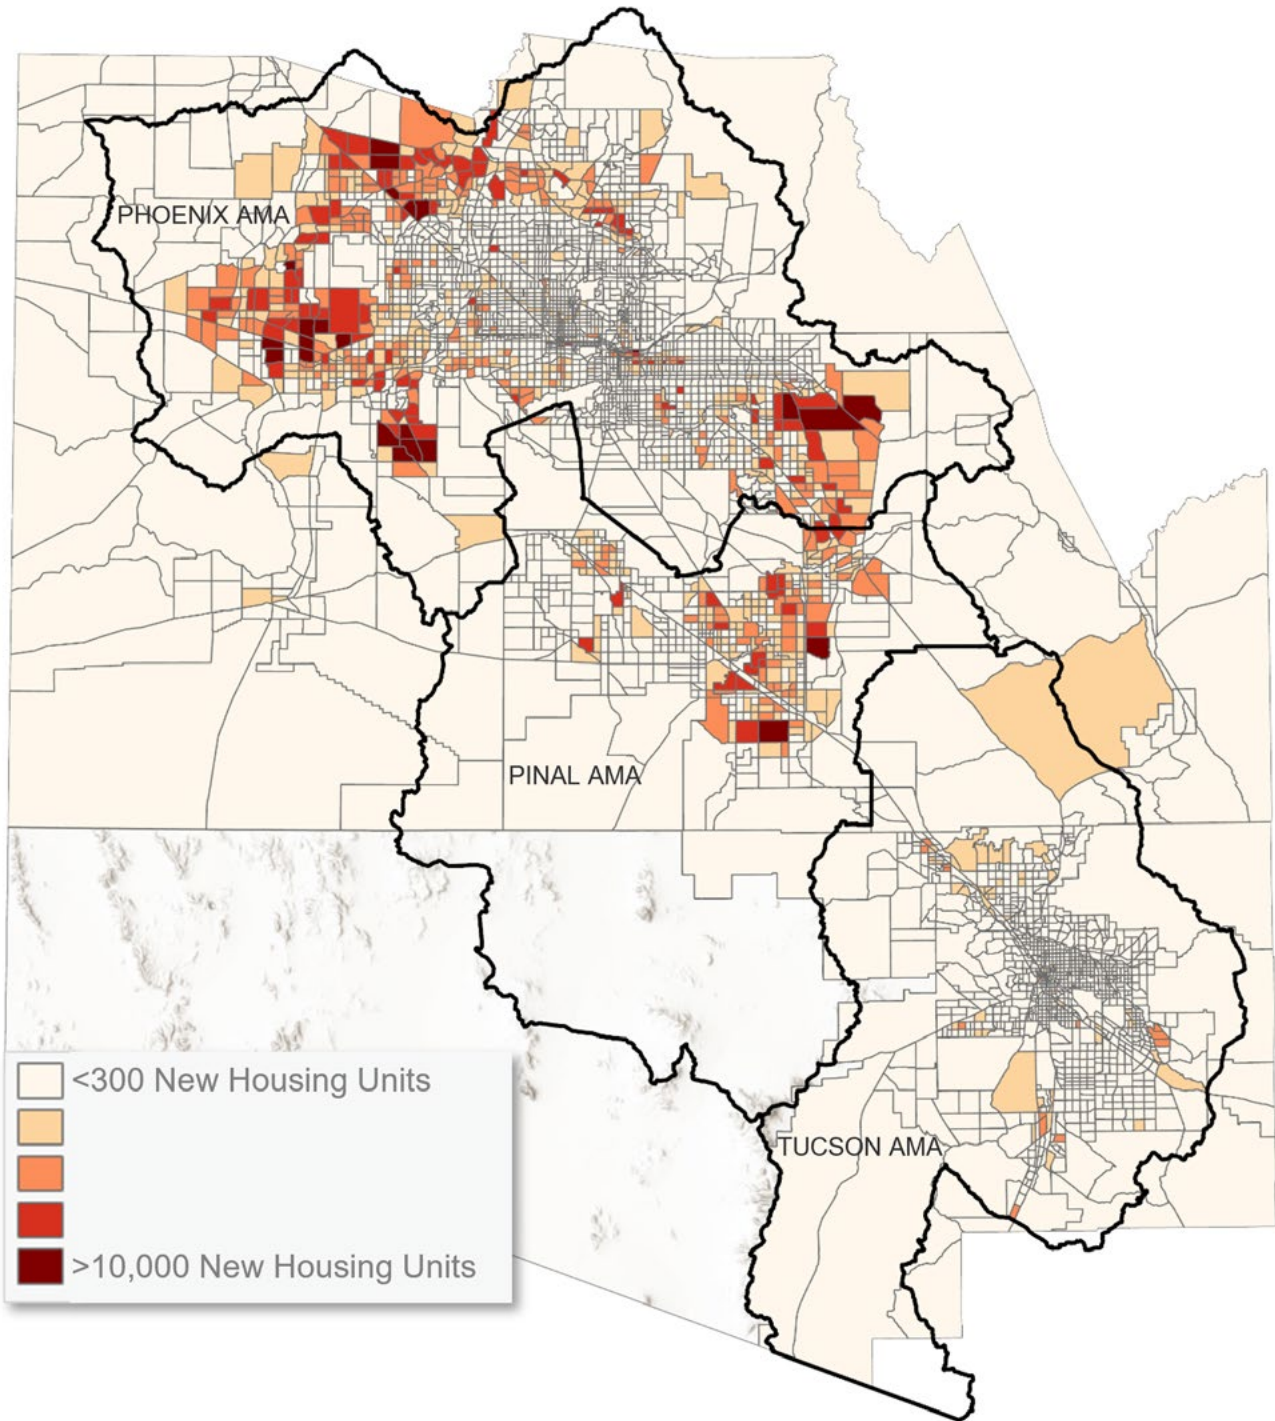 PHOENIX AMA
PINAL AMA
TUCSON AMA
<300 New Housing Units
>10,000 New Housing Units